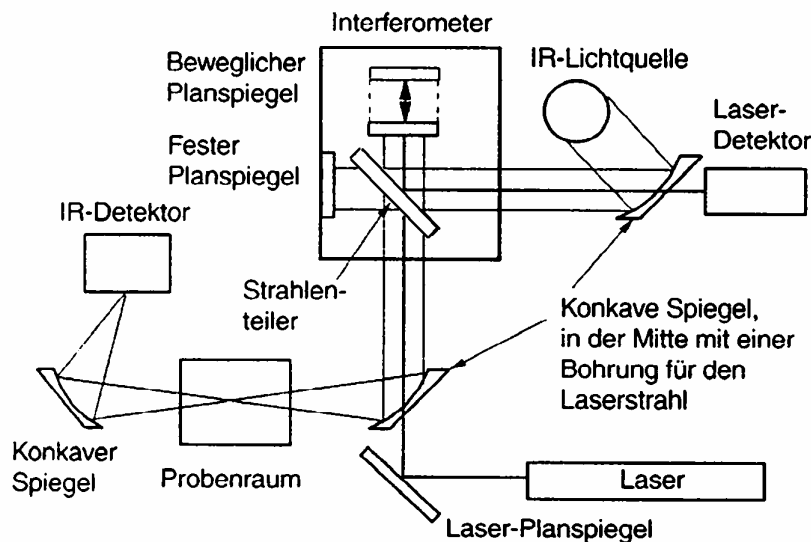 Interferometer
Beweglicher
Planspiegel
IR-Lichtquelle
Laser-
Detektor
Fester
Planspiegel
IR-Detektor
Strahlen-
teiler
Konkave Spiegel,
in der Mitte mit einer
Bohrung für den
Laserstrahl
Konkaver
Spiegel
Probenraum
Laser
Laser-Planspiegel